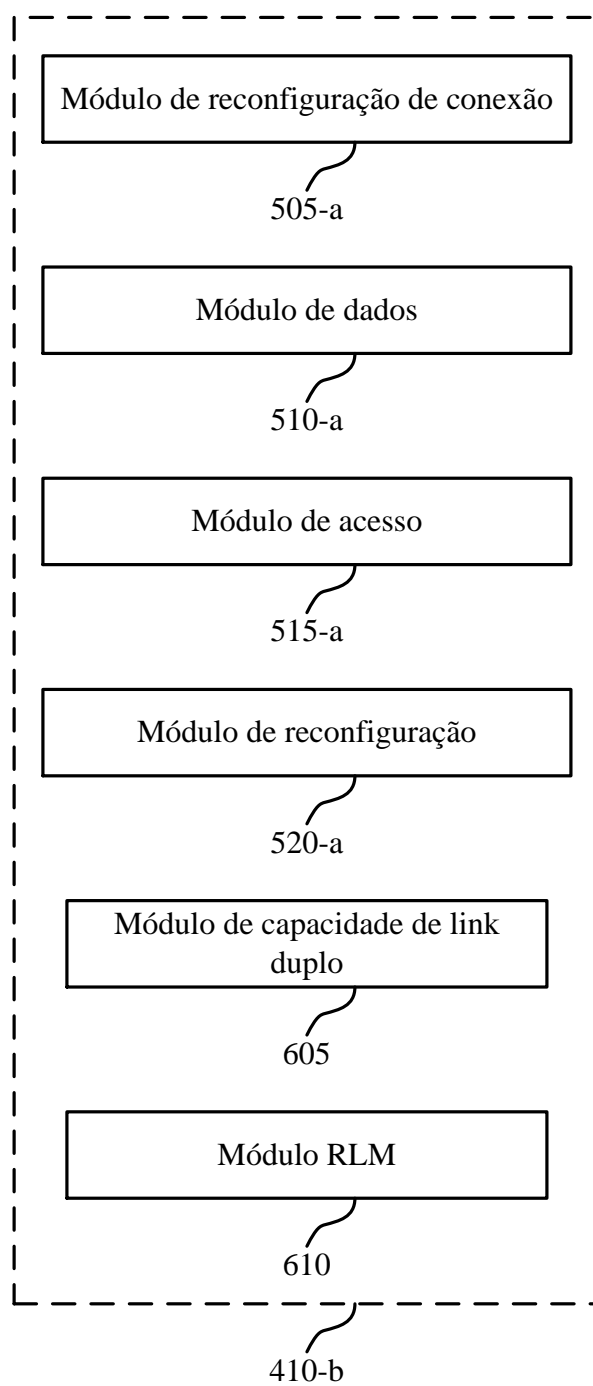 Módulo de reconfiguração de conexão
505-a
Módulo de dados
510-a
Módulo de acesso
515-a
Módulo de reconfiguração
520-a
Módulo de capacidade de link
duplo
605
Módulo RLM
610
410-b